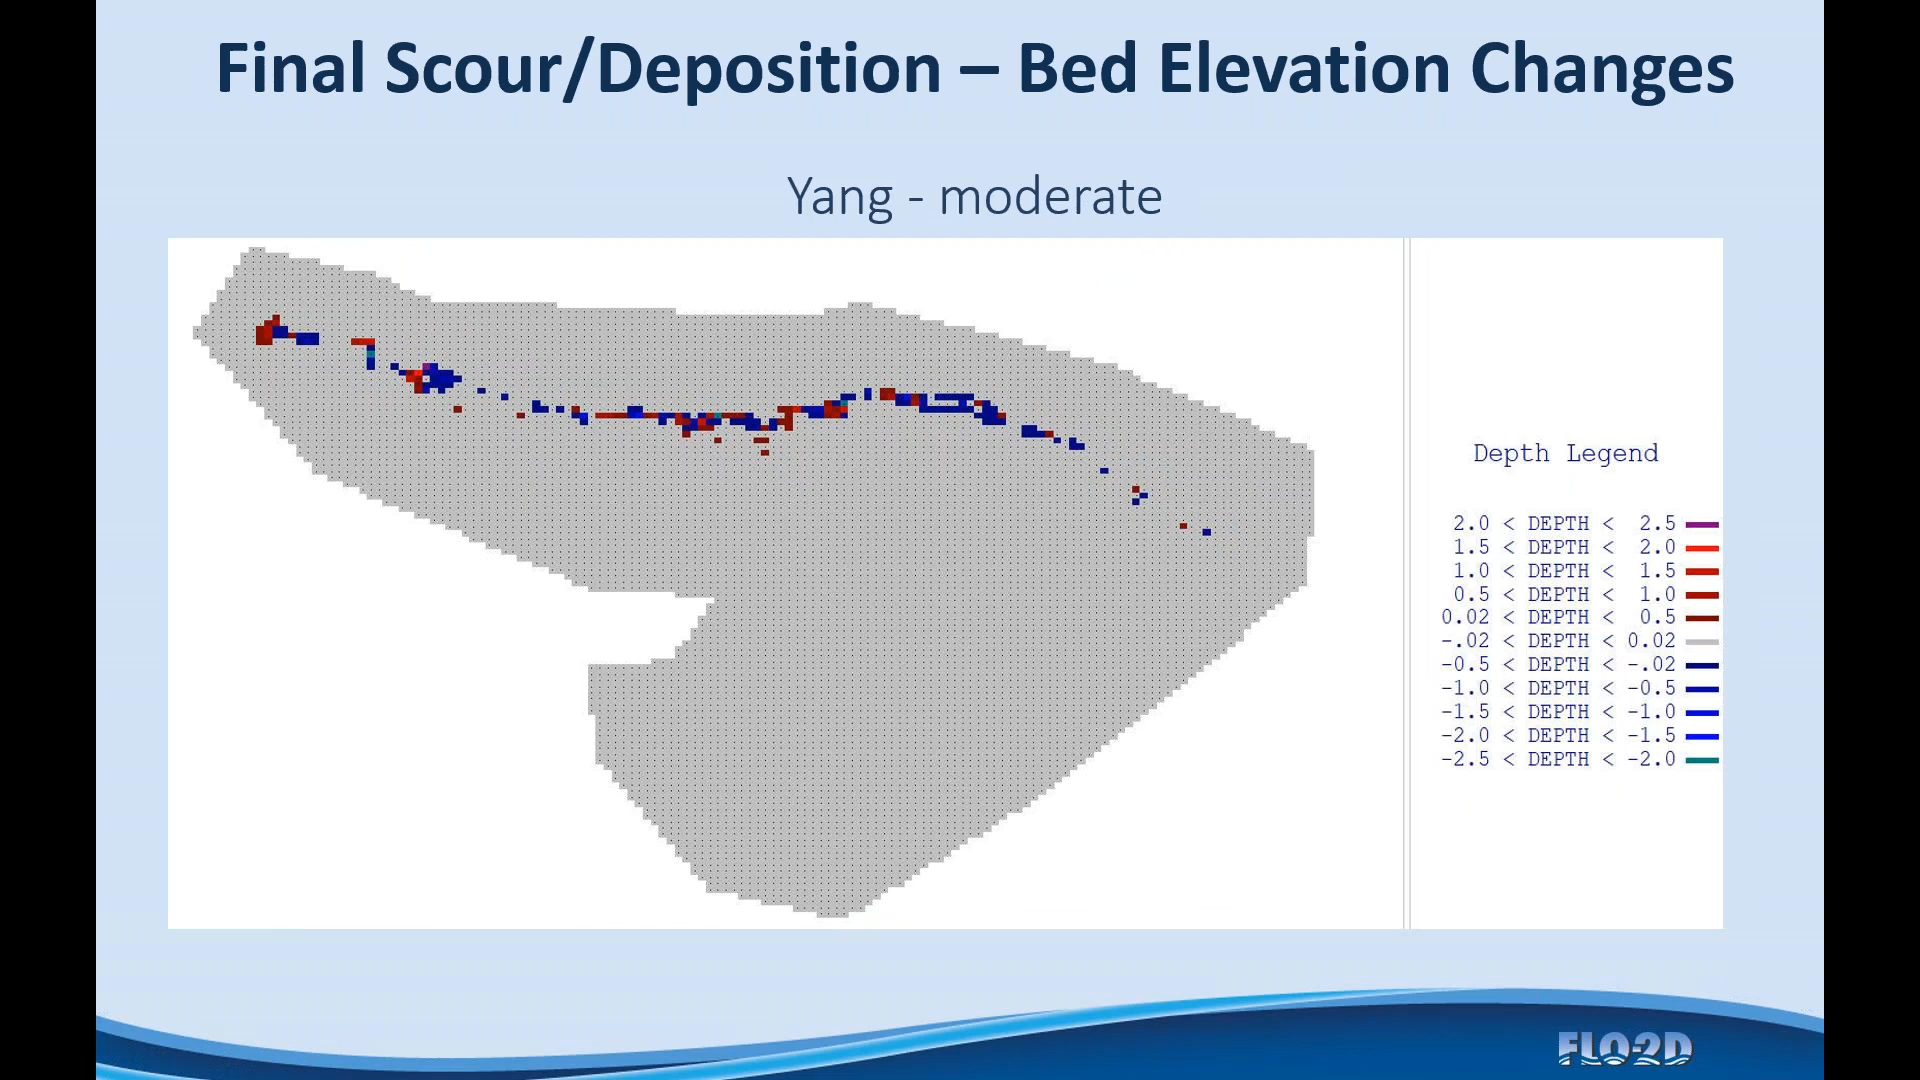 Final Scour/Deposition – Bed Elevation Changes
Yang - moderate
Depth Legend
2.0 < DEPTH < 2.5
1.5 < DEPTH < 2.0
1.0 < DEPTH < 1.5
0.5 < DEPTH < 1.0
0.02 < DEPTH < 0.5
-.02 < DEPTH < 0.02
-0.5 < DEPTH < -.02
-1.0 < DEPTH < -0.5
-1.5 < DEPTH < -1.0
-2.0 < DEPTH < -1.5
-2.5 < DEPTH < -2.0
FLO-2D